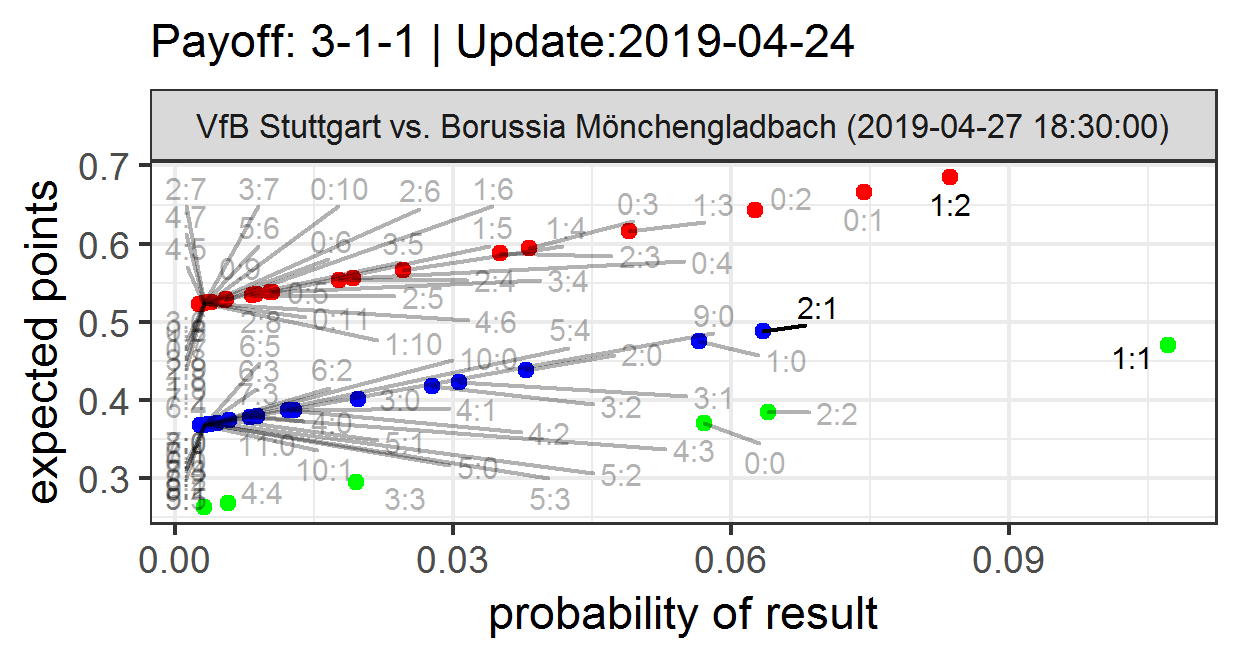 Payoff: 3-1-1 | Update:2019-04-24
VfB Stuttgart vs. Borussia Mönchengladbach (2019-04-27 18:30:00)
expected points
0.7
0.6
0.5
0.4
0.3
2:7 3:7 0:10 2:6 1:6
4:7 5:6 0:6 3:5 1:5 1:4 0:3 1:3 0:2 0:1 1:2
4:5 0:9 0:5 2:5 2:4 3:4 2:3 0:4
2:8 0:11 4:6 5:4 9:0 2:1
6:5 1:10 10:0 2:0 1:0 1:1
6:3 6:2
7:3 3:0 4:1 3:2 3:1 2:2
4:0 4:2
11:0 5:1 4:3 0:0
10:1 5:0 5:2
4:4 3:3 5:3
0.00 0.03 0.06 0.09
probability of result